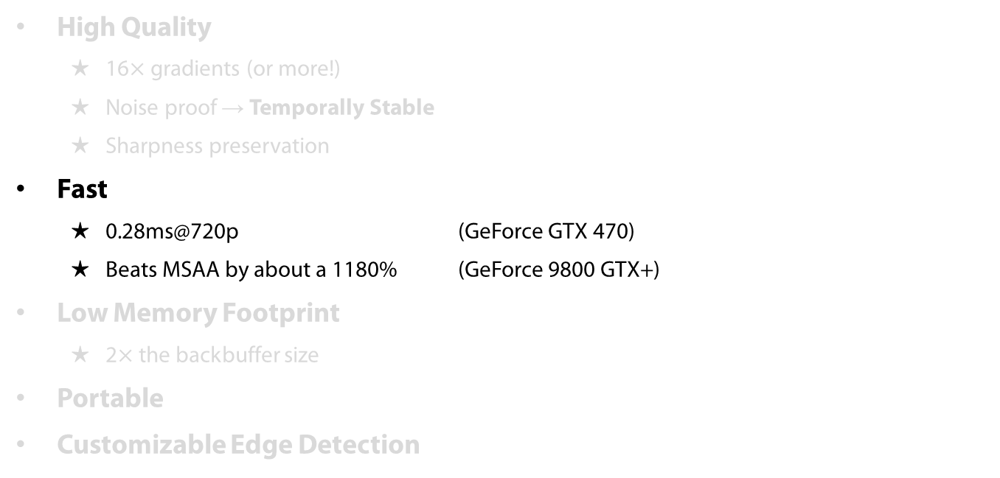 • High Quality
★ 16× gradients (or more!)
★ Noise proof → Temporally Stable
★ Sharpness preservation
• Fast
★ 0.28ms@720p (GeForce GTX 470)
★ Beats MSAA by about a 1180% (GeForce 9800 GTX+)
• Low Memory Footprint
★ 2× the backbuffer size
• Portable
• Customizable Edge Detection